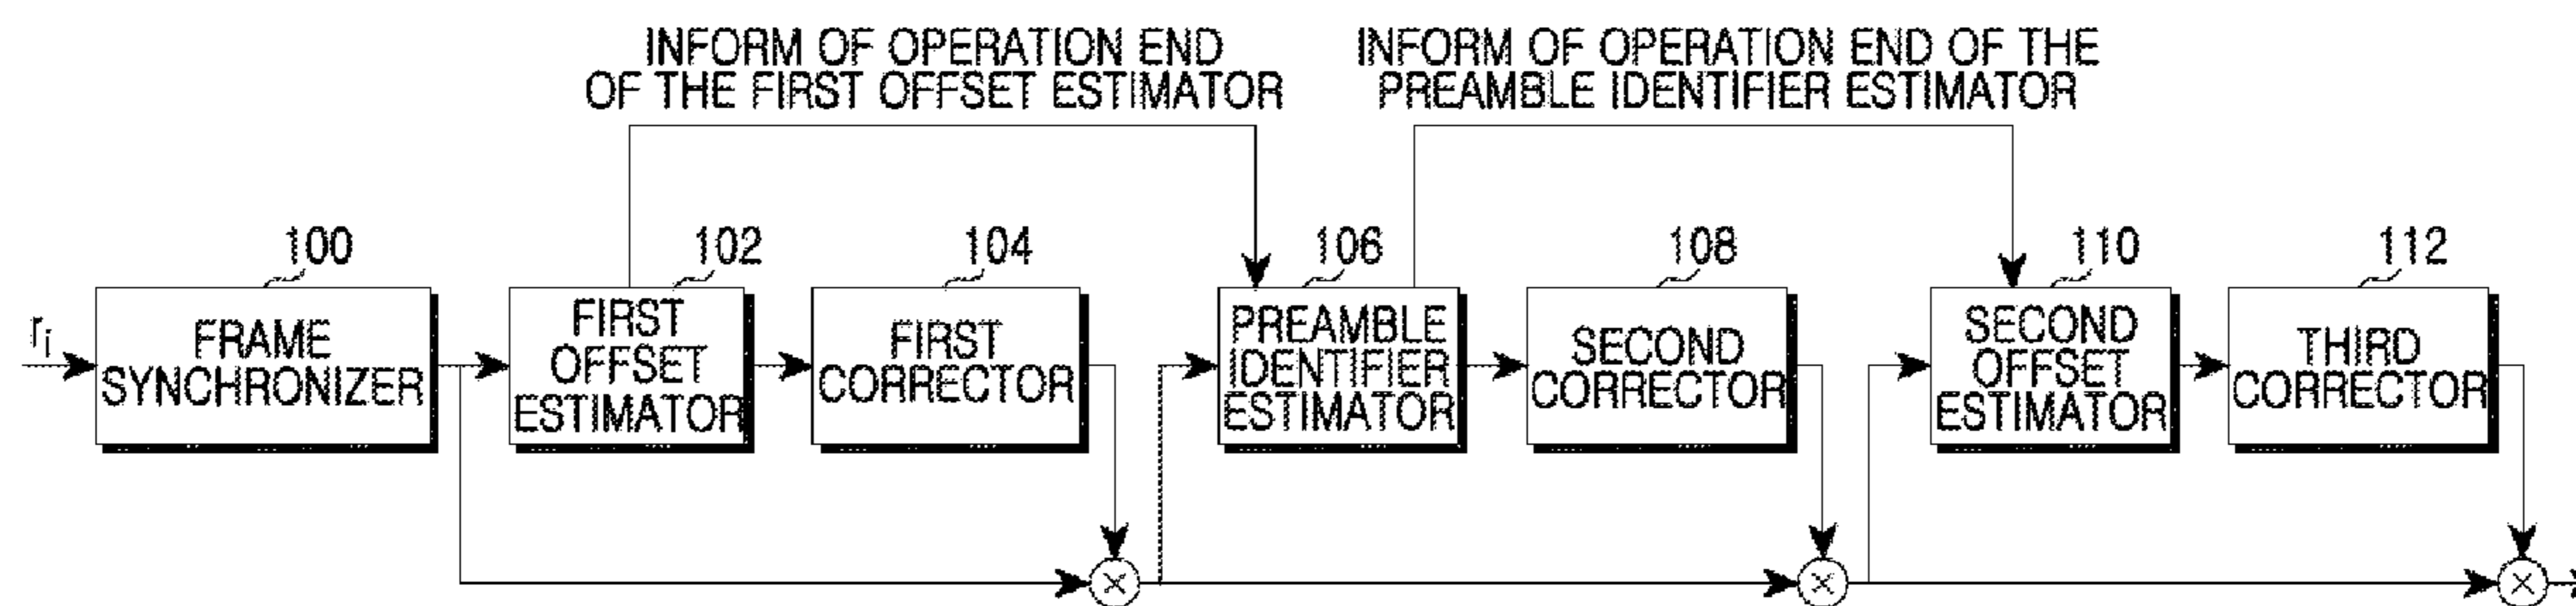 INFORM OF OPERATION END
OF THE FIRST OFFSET ESTIMATOR
INFORM OF OPERATION END OF THE
PREAMBLE IDENTIFIER ESTIMATOR
100
102
104
106
108
110
112
ri
FRAME
SYNCHRONIZER
FIRST
OFFSET
ESTIMATOR
FIRST
CORRECTOR
PREAMBLE
IDENTIFIER
ESTIMATOR
SECOND
CORRECTOR
SECOND
OFFSET
ESTIMATOR
THIRD
CORRECTOR